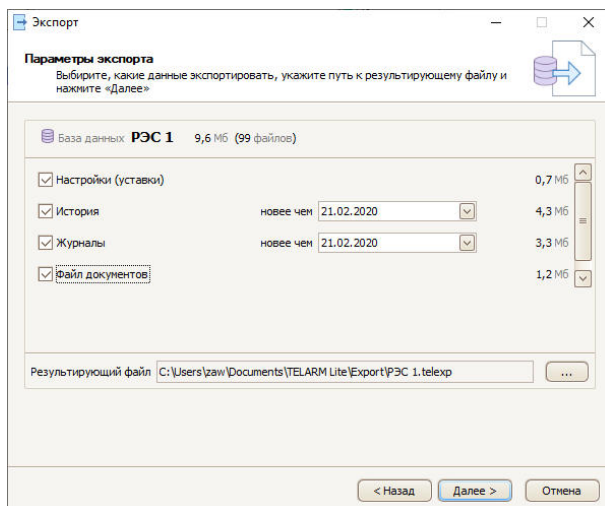 Экспорт
Параметры экспорта
Выбирите, какие данные экспортировать, укажите путь к результирующему файлу и
нажмите «Далее»
База данных РЭС 1 9,6 Мб (99 файлов)
Настройки (уставки) 0,7 Мб
История новее чем 21.02.2020 4,3 Мб
Журналы новее чем 21.02.2020 3,3 Мб
Файл документов 1,2 Мб
Результирующий файл C:\Users\zaw\Documents\TELARM Lite\Export\РЭС 1.telexp ...
< Назад Далее > Отмена